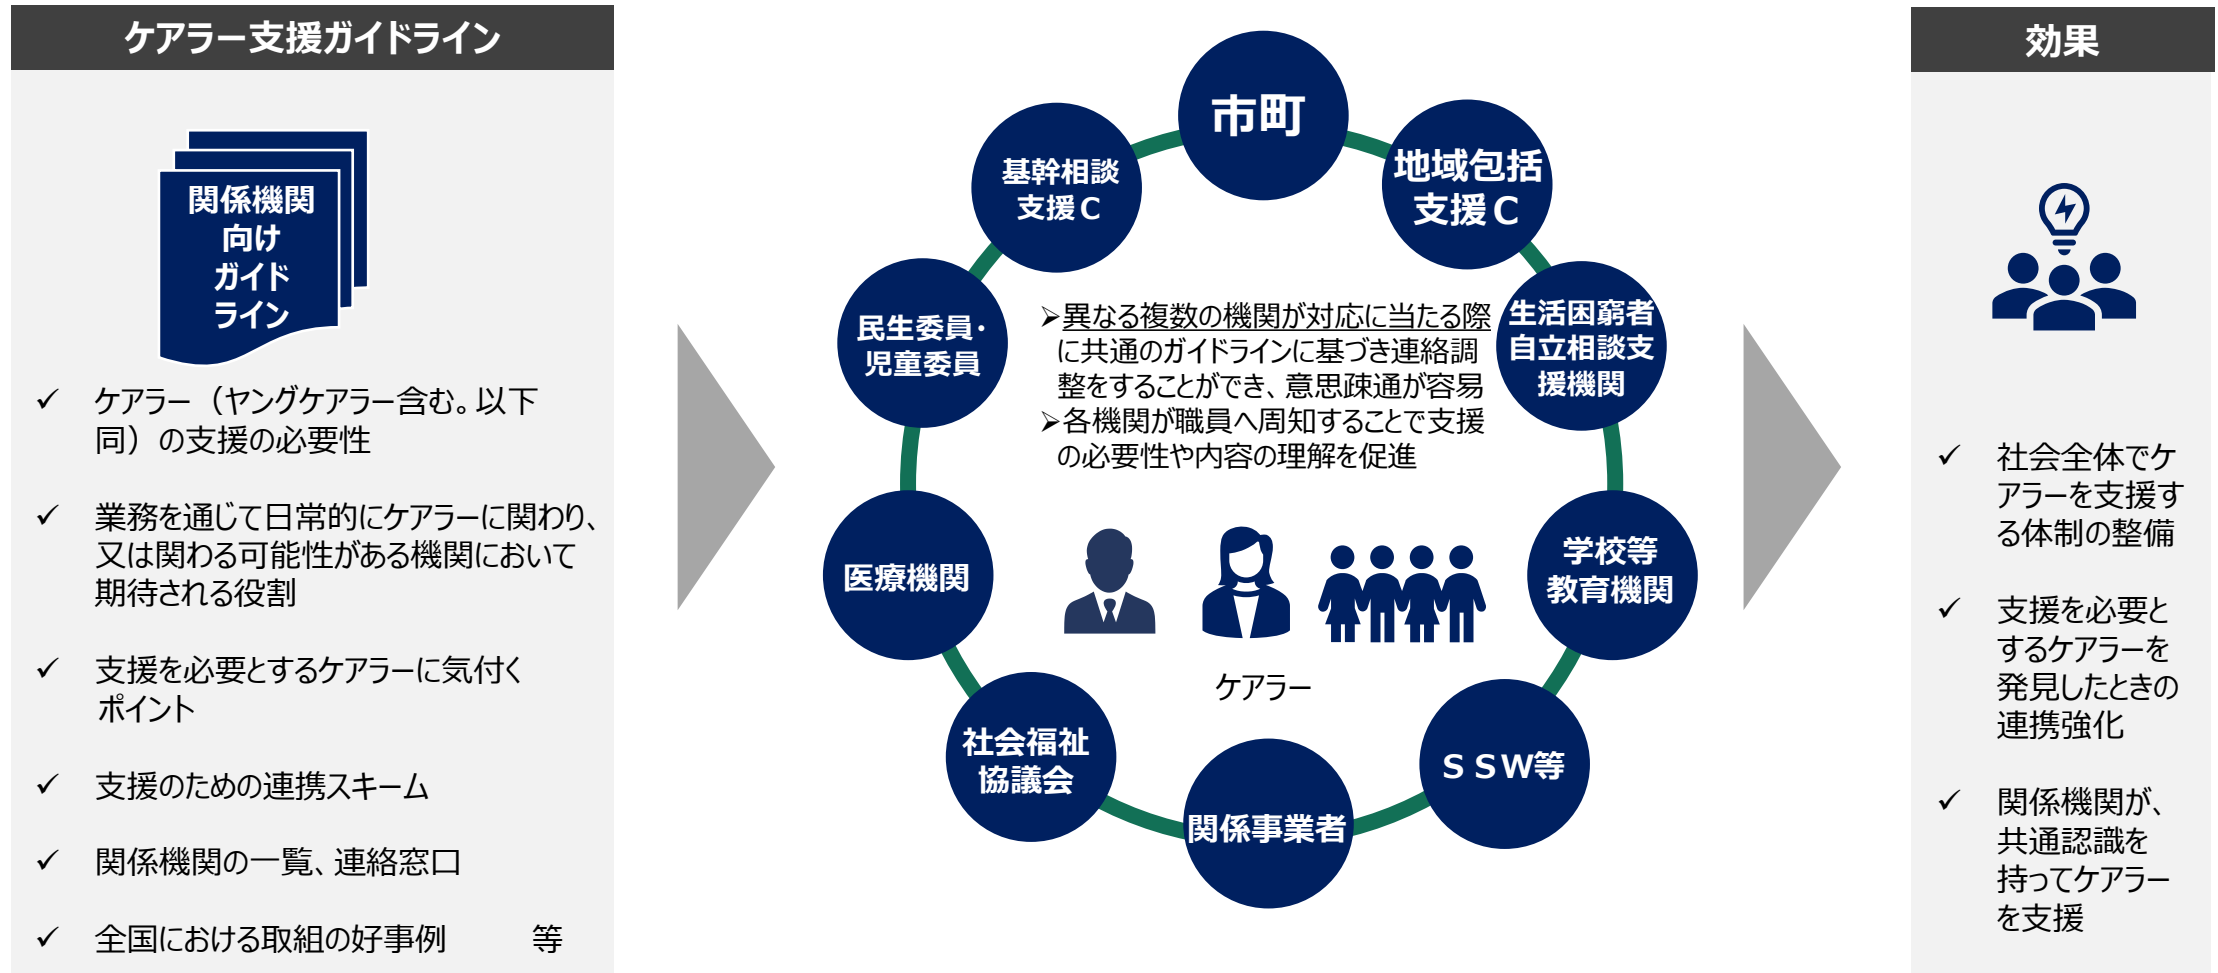 ケアラー支援ガイドライン
関係機関
向け
ガイド
ライン
✓ ケアラー（ヤングケアラー含む。以下
同）の支援の必要性
✓ 業務を通じて日常的にケアラーに関わり、
又は関わる可能性がある機関において
期待される役割
✓ 支援を必要とするケアラーに気付く
ポイント
✓ 支援のための連携スキーム
✓ 関係機関の一覧、連絡窓口
✓ 全国における取組の好事例 等
市町
地域包括
支援C
生活困窮者
自立相談支
援機関
学校等
教育機関
SSW等
関係事業者
社会福祉
協議会
医療機関
民生委員・
児童委員
基幹相談
支援C
➢異なる複数の機関が対応に当たる際
に共通のガイドラインに基づき連絡調
整をすることができ、意思疎通が容易
➢各機関が職員へ周知することで支援
の必要性や内容の理解を促進
ケアラー
効果
✓ 社会全体でケ
アラーを支援す
る体制の整備
✓ 支援を必要と
するケアラーを
発見したときの
連携強化
✓ 関係機関が、
共通認識を
持ってケアラー
を支援